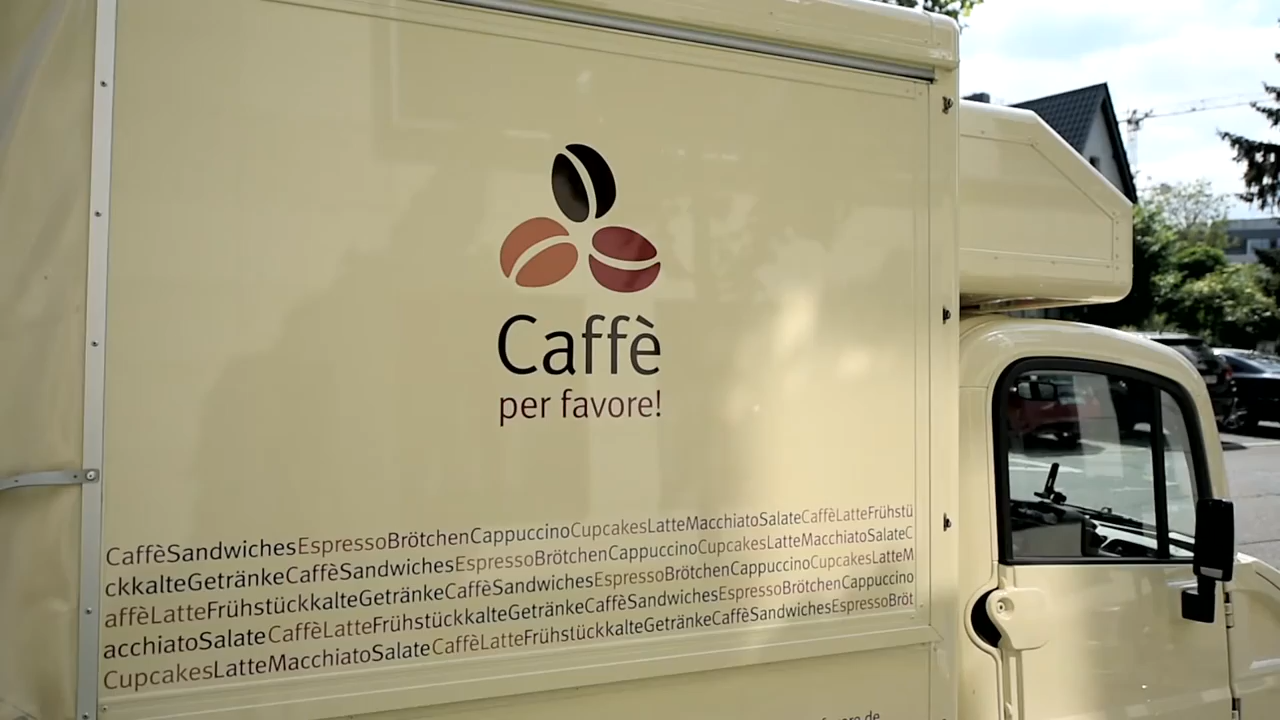 Caffè
per favore!
CaffèSandwichesEspressoBrötchenCappuccinoCupcakesLatteMacchiatoSalateCaffèLatteFrühstü
ckkalteGetränkeCaffèSandwichesEspressoBrötchenCappuccinoCupcakesLatteMacchiatoSalateC
affèLatteFrühstückkalteGetränkeCaffèSandwichesEspressoBrötchenCappuccinoCupcakesLatteM
acchiatoSalateCaffèLatteFrühstückkalteGetränkeCaffèSandwichesEspressoBrötchenCappuccino
CupcakesLatteMacchiatoSalateCaffèLatteFrühstückkalteGetränkeCaffèSandwichesEspressoBröt